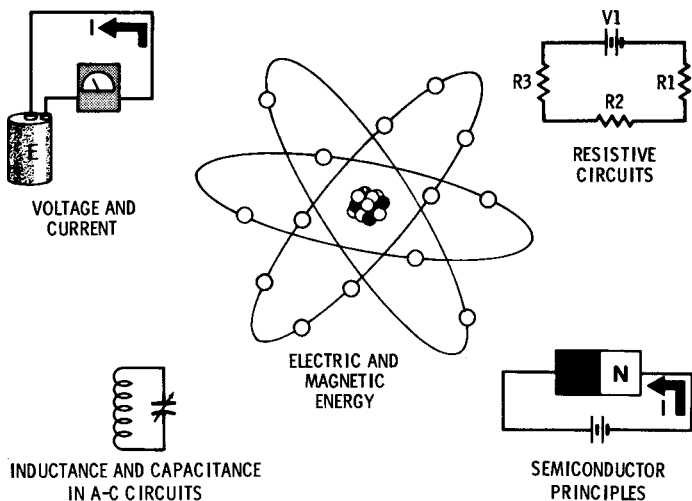 I
E
VOLTAGE AND
CURRENT
V1
R3
R1
R2
RESISTIVE
CIRCUITS
ELECTRIC AND
MAGNETIC
ENERGY
INDUCTANCE AND CAPACITANCE
IN A-C CIRCUITS
N
I
SEMICONDUCTOR
PRINCIPLES